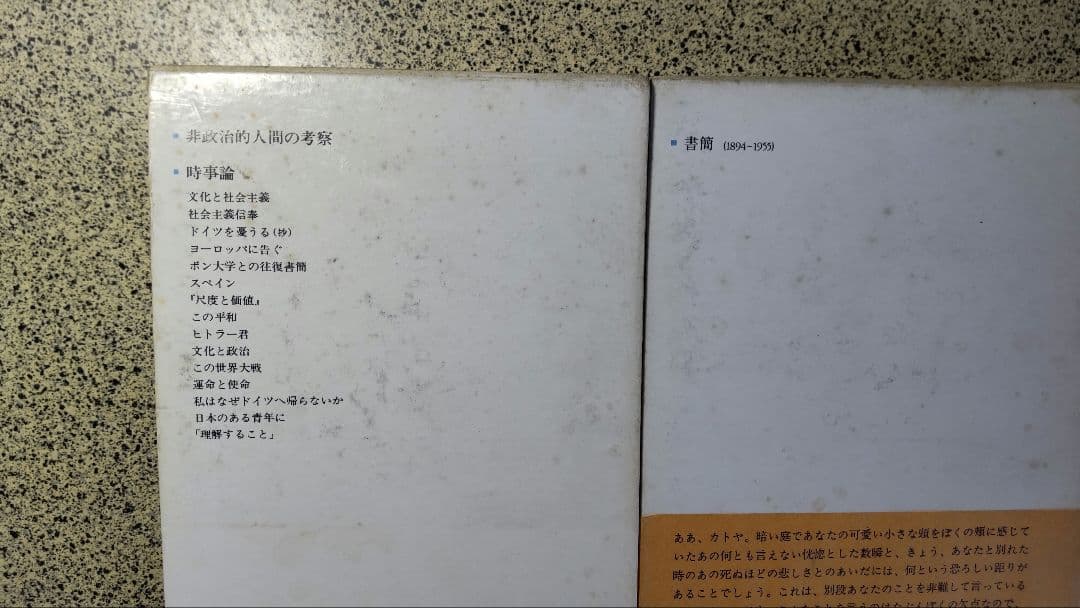 非政治的人間の考察
時事論
文化と社会主義
社会主義信奉
ドイツを憂うる(抄)
ヨーロッパに告ぐ
ボン大学との往復書簡
スペイン
『尺度と価値』
この平和
ヒトラー君
文化と政治
この世界大戦
運命と使命
私はなぜドイツへ帰らないか
日本のある青年に
「理解すること」
書簡 (1894~1955)
ああ、カトヤ。暗い庭であなたの可愛い小さな頭をぼくの頰に感じて
いたあの何とも言えない恍惚とした数瞬と、きょう、あなたと別れた
時のあの死ぬほどの悲しさとのあいだには、何という恐ろしい距りが
あることでしょう。これは、別段あなたのことを非難して言っている